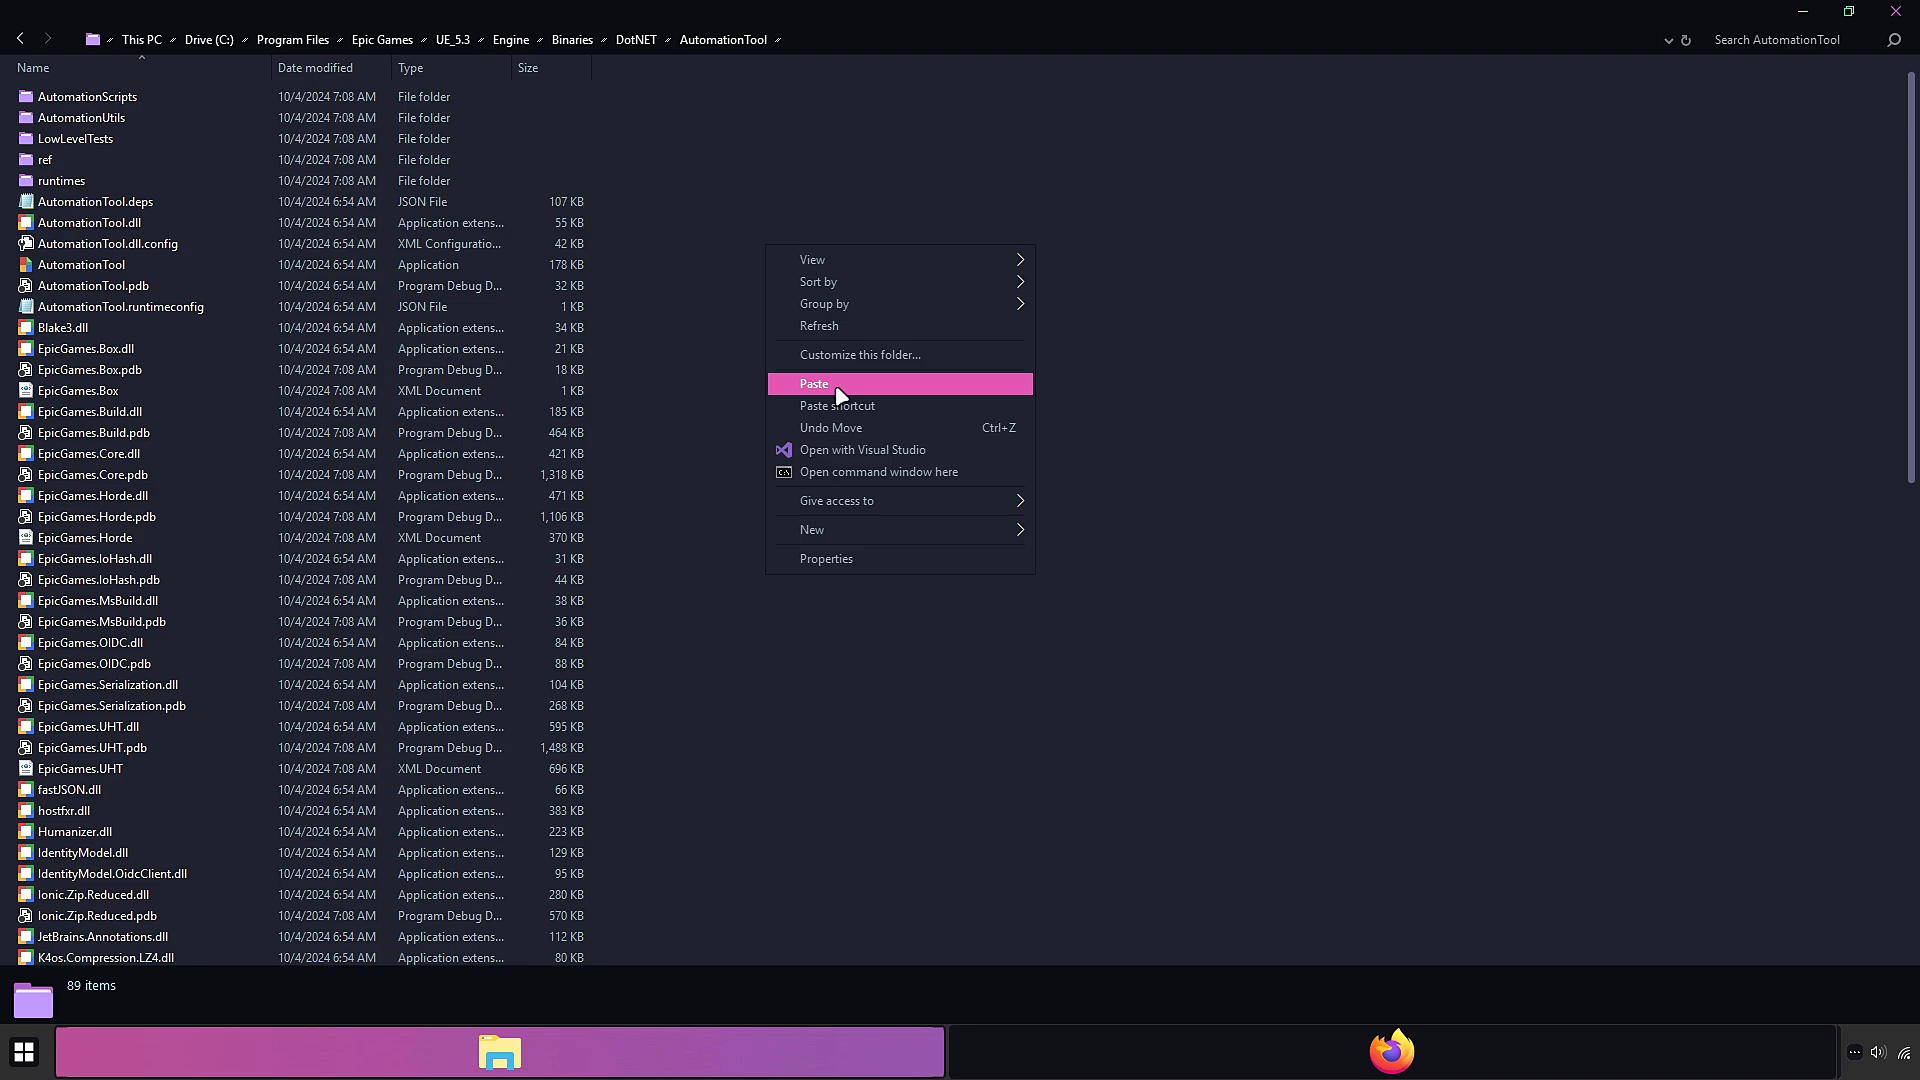 This PC Drive (C:) Program Files Epic Games UE_5.3 Engine Binaries DotNET AutomationTool Search AutomationTool
Name Date modified Type Size
AutomationScripts 10/4/2024 7:08 AM File folder
AutomationUtils 10/4/2024 7:08 AM File folder
LowLevelTests 10/4/2024 7:08 AM File folder
ref 10/4/2024 7:08 AM File folder
runtimes 10/4/2024 7:08 AM File folder
AutomationTool.deps 10/4/2024 6:54 AM JSON File 107 KB
AutomationTool.dll 10/4/2024 6:54 AM Application extens... 55 KB
AutomationTool.dll.config 10/4/2024 6:54 AM XML Configuratio... 42 KB
AutomationTool 10/4/2024 6:54 AM Application 178 KB
AutomationTool.pdb 10/4/2024 7:08 AM Program Debug D... 32 KB
AutomationTool.runtimeconfig 10/4/2024 6:54 AM JSON File 1 KB
Blake3.dll 10/4/2024 6:54 AM Application extens... 34 KB
EpicGames.Box.dll 10/4/2024 6:54 AM Application extens... 21 KB
EpicGames.Box.pdb 10/4/2024 7:08 AM Program Debug D... 18 KB
EpicGames.Box 10/4/2024 7:08 AM XML Document 1 KB
EpicGames.Build.dll 10/4/2024 6:54 AM Application extens... 185 KB
EpicGames.Build.pdb 10/4/2024 7:08 AM Program Debug D... 464 KB
EpicGames.Core.dll 10/4/2024 6:54 AM Application extens... 421 KB
EpicGames.Core.pdb 10/4/2024 7:08 AM Program Debug D... 1,318 KB
EpicGames.Horde.dll 10/4/2024 6:54 AM Application extens... 471 KB
EpicGames.Horde.pdb 10/4/2024 7:08 AM Program Debug D... 1,106 KB
EpicGames.Horde 10/4/2024 7:08 AM XML Document 370 KB
EpicGames.IoHash.dll 10/4/2024 6:54 AM Application extens... 31 KB
EpicGames.IoHash.pdb 10/4/2024 7:08 AM Program Debug D... 44 KB
EpicGames.MsBuild.dll 10/4/2024 6:54 AM Application extens... 38 KB
EpicGames.MsBuild.pdb 10/4/2024 7:08 AM Program Debug D... 36 KB
EpicGames.OIDC.dll 10/4/2024 6:54 AM Application extens... 84 KB
EpicGames.OIDC.pdb 10/4/2024 7:08 AM Program Debug D... 88 KB
EpicGames.Serialization.dll 10/4/2024 6:54 AM Application extens... 104 KB
EpicGames.Serialization.pdb 10/4/2024 7:08 AM Program Debug D... 268 KB
EpicGames.UHT.dll 10/4/2024 6:54 AM Application extens... 595 KB
EpicGames.UHT.pdb 10/4/2024 7:08 AM Program Debug D... 1,488 KB
EpicGames.UHT 10/4/2024 7:08 AM XML Document 696 KB
fastJSON.dll 10/4/2024 6:54 AM Application extens... 66 KB
hostfxr.dll 10/4/2024 6:54 AM Application extens... 383 KB
Humanizer.dll 10/4/2024 6:54 AM Application extens... 223 KB
IdentityModel.dll 10/4/2024 6:54 AM Application extens... 129 KB
IdentityModel.OidcClient.dll 10/4/2024 6:54 AM Application extens... 95 KB
Ionic.Zip.Reduced.dll 10/4/2024 6:54 AM Application extens... 280 KB
Ionic.Zip.Reduced.pdb 10/4/2024 7:08 AM Program Debug D... 570 KB
JetBrains.Annotations.dll 10/4/2024 6:54 AM Application extens... 112 KB
K4os.Compression.LZ4.dll 10/4/2024 6:54 AM Application extens... 80 KB
View
Sort by
Group by
Refresh
Customize this folder...
Paste
Paste shortcut
Undo Move Ctrl+Z
Open with Visual Studio
Open command window here
Give access to
New
Properties
89 items